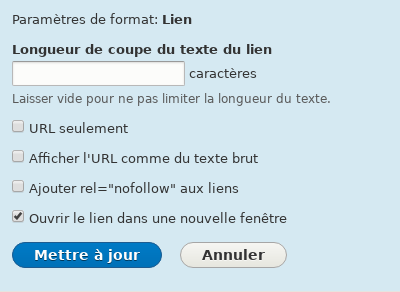 Paramètres de format: Lien
Longueur de coupe du texte du lien
caractères
Laisser vide pour ne pas limiter la longueur du texte.
URL seulement
Afficher l'URL comme du texte brut
Ajouter rel="nofollow" aux liens
Ouvrir le lien dans une nouvelle fenêtre
Mettre à jour Annuler